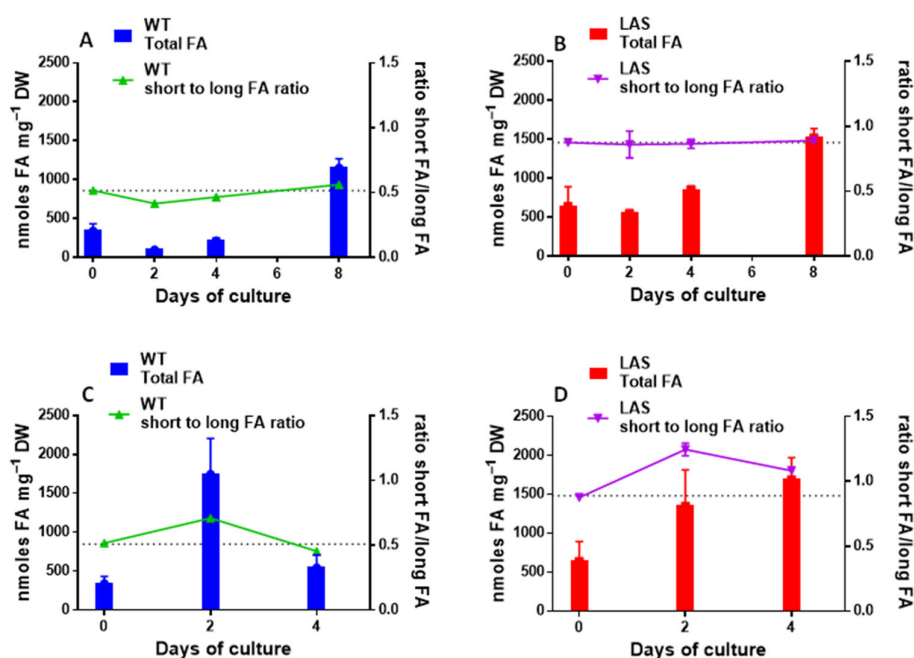 A
WT
Total FA
WT
short to long FA ratio
nmoles FA mg⁻¹ DW
2500
2000
1500
1000
500
0
1.5
1.0
0.5
0.0
ratio short FA/long FA
0 2 4 6 8
Days of culture
B
LAS
Total FA
LAS
short to long FA ratio
nmoles FA mg⁻¹ DW
2500
2000
1500
1000
500
0
1.5
1.0
0.5
0.0
ratio short FA/long FA
0 2 4 6 8
Days of culture
C
WT
Total FA
WT
short to long FA ratio
nmoles FA mg⁻¹ DW
2500
2000
1500
1000
500
0
1.5
1.0
0.5
0.0
ratio short FA/long FA
0 2 4
Days of culture
D
LAS
Total FA
LAS
short to long FA ratio
nmoles FA mg⁻¹ DW
2500
2000
1500
1000
500
0
1.5
1.0
0.5
0.0
ratio short FA/long FA
0 2 4
Days of culture